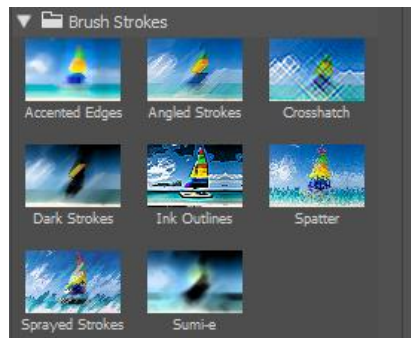 Brush Strokes
Accented Edges Angled Strokes Crosshatch
Dark Strokes Ink Outlines Spatter
Sprayed Strokes Sumi-e